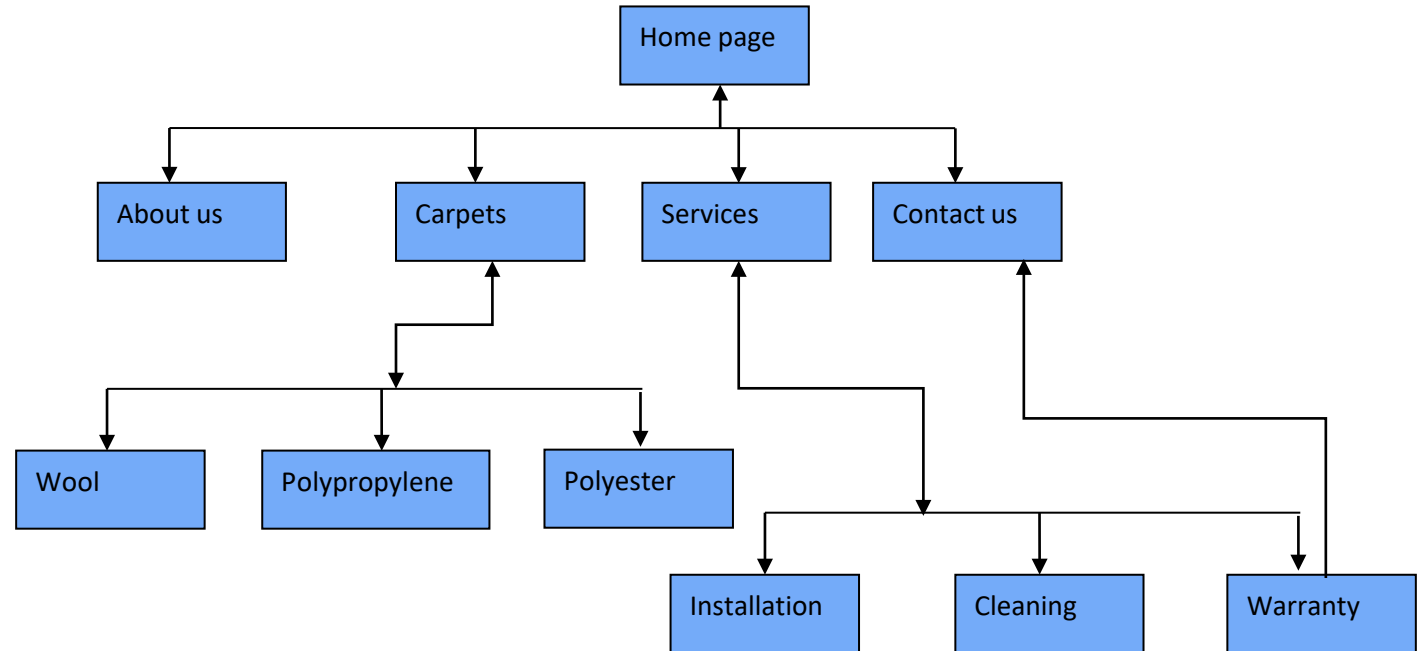 Home page
About us
Carpets
Services
Contact us
Wool
Polypropylene
Polyester
Installation
Cleaning
Warranty